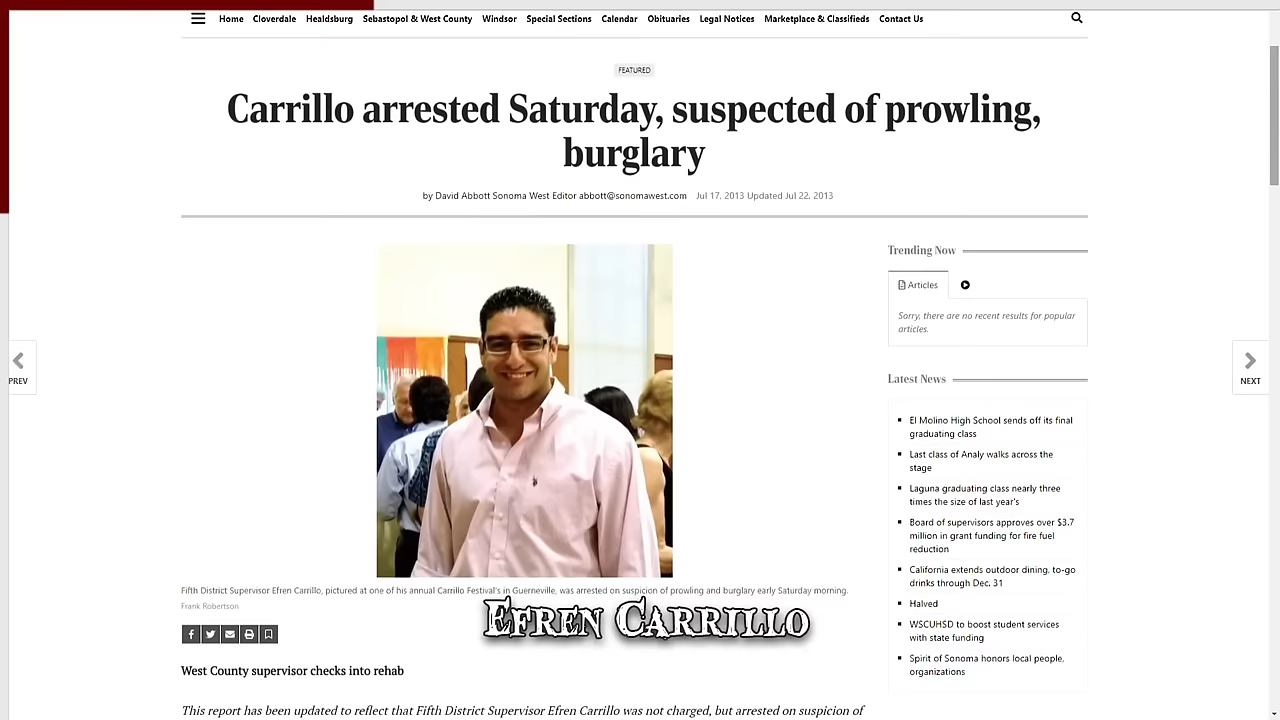 Home Cloverdale Healdsburg Sebastopol & West County Windsor Special Sections Calendar Obituaries Legal Notices Marketplace & Classifieds Contact Us
FEATURED
Carrillo arrested Saturday, suspected of prowling,
burglary
by David Abbott Sonoma West Editor abbott@sonomawest.com Jul 17, 2013 Updated Jul 22, 2013
Trending Now
Articles
Sorry, there are no recent results for popular
articles.
PREV
NEXT
Latest News
El Molino High School sends off its final
graduating class
Last class of Analy walks across the
stage
Laguna graduating class nearly three
times the size of last year's
Board of supervisors approves over $3.7
million in grant funding for fire fuel
reduction
California extends outdoor dining, to-go
drinks through Dec. 31
Halved
WSCUHSD to boost student services
with state funding
Spirit of Sonoma honors local people,
organizations
Fifth District Supervisor Efren Carrillo, pictured at one of his annual Carrillo Festival's in Guerneville, was arrested on suspicion of prowling and burglary early Saturday morning.
Frank Robertson
EFREN CARRILLO
West County supervisor checks into rehab
This report has been updated to reflect that Fifth District Supervisor Efren Carrillo was not charged, but arrested on suspicion of